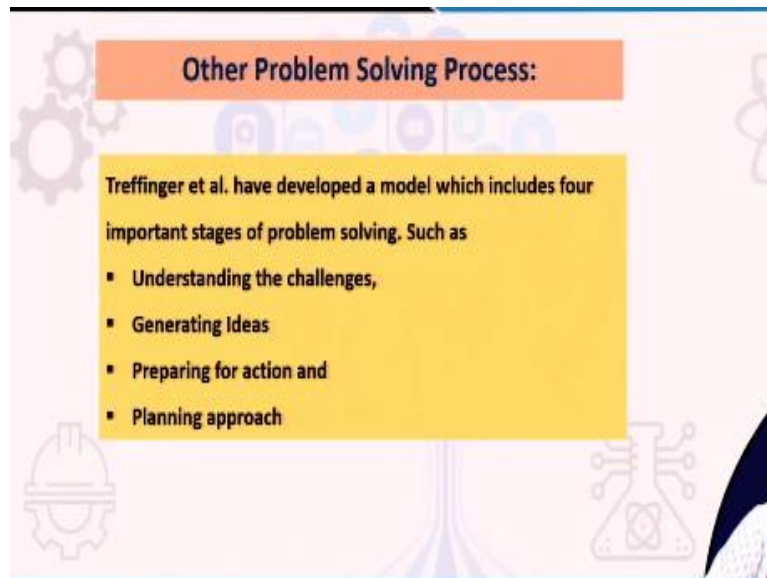 Other Problem Solving Process:
Treffinger et al. have developed a model which includes four
important stages of problem solving. Such as
▪ Understanding the challenges,
▪ Generating Ideas
▪ Preparing for action and
▪ Planning approach